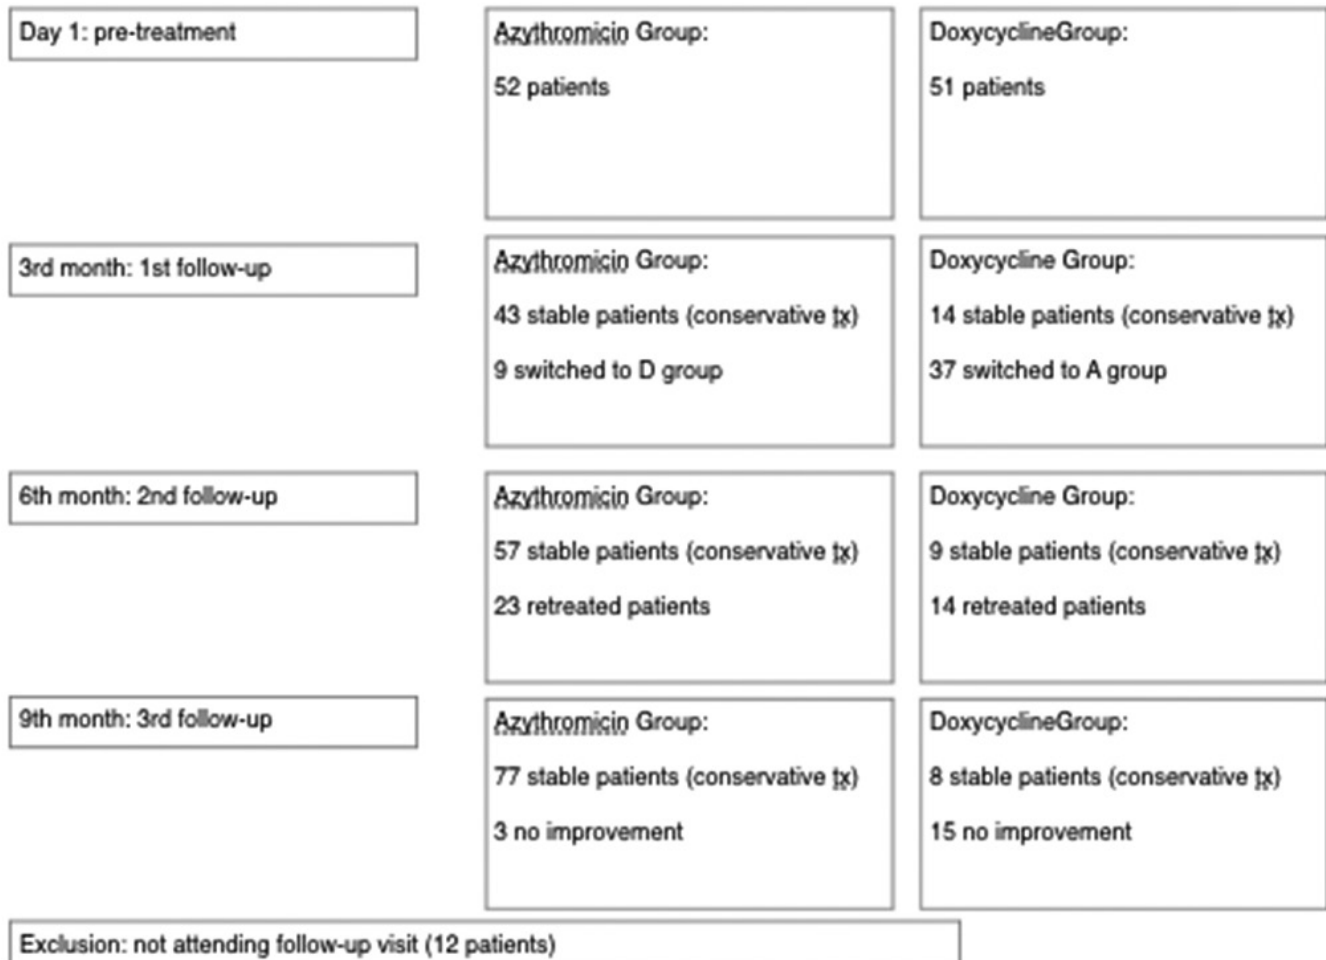 Day 1: pre-treatment
Azythromicin Group:
52 patients
DoxycyclineGroup:
51 patients
3rd month: 1st follow-up
Azythromicin Group:
43 stable patients (conservative tx)
9 switched to D group
Doxycycline Group:
14 stable patients (conservative tx)
37 switched to A group
6th month: 2nd follow-up
Azythromicin Group:
57 stable patients (conservative tx)
23 retreated patients
Doxycycline Group:
9 stable patients (conservative tx)
14 retreated patients
9th month: 3rd follow-up
Azythromicin Group:
77 stable patients (conservative tx)
3 no improvement
DoxycyclineGroup:
8 stable patients (conservative tx)
15 no improvement
Exclusion: not attending follow-up visit (12 patients)